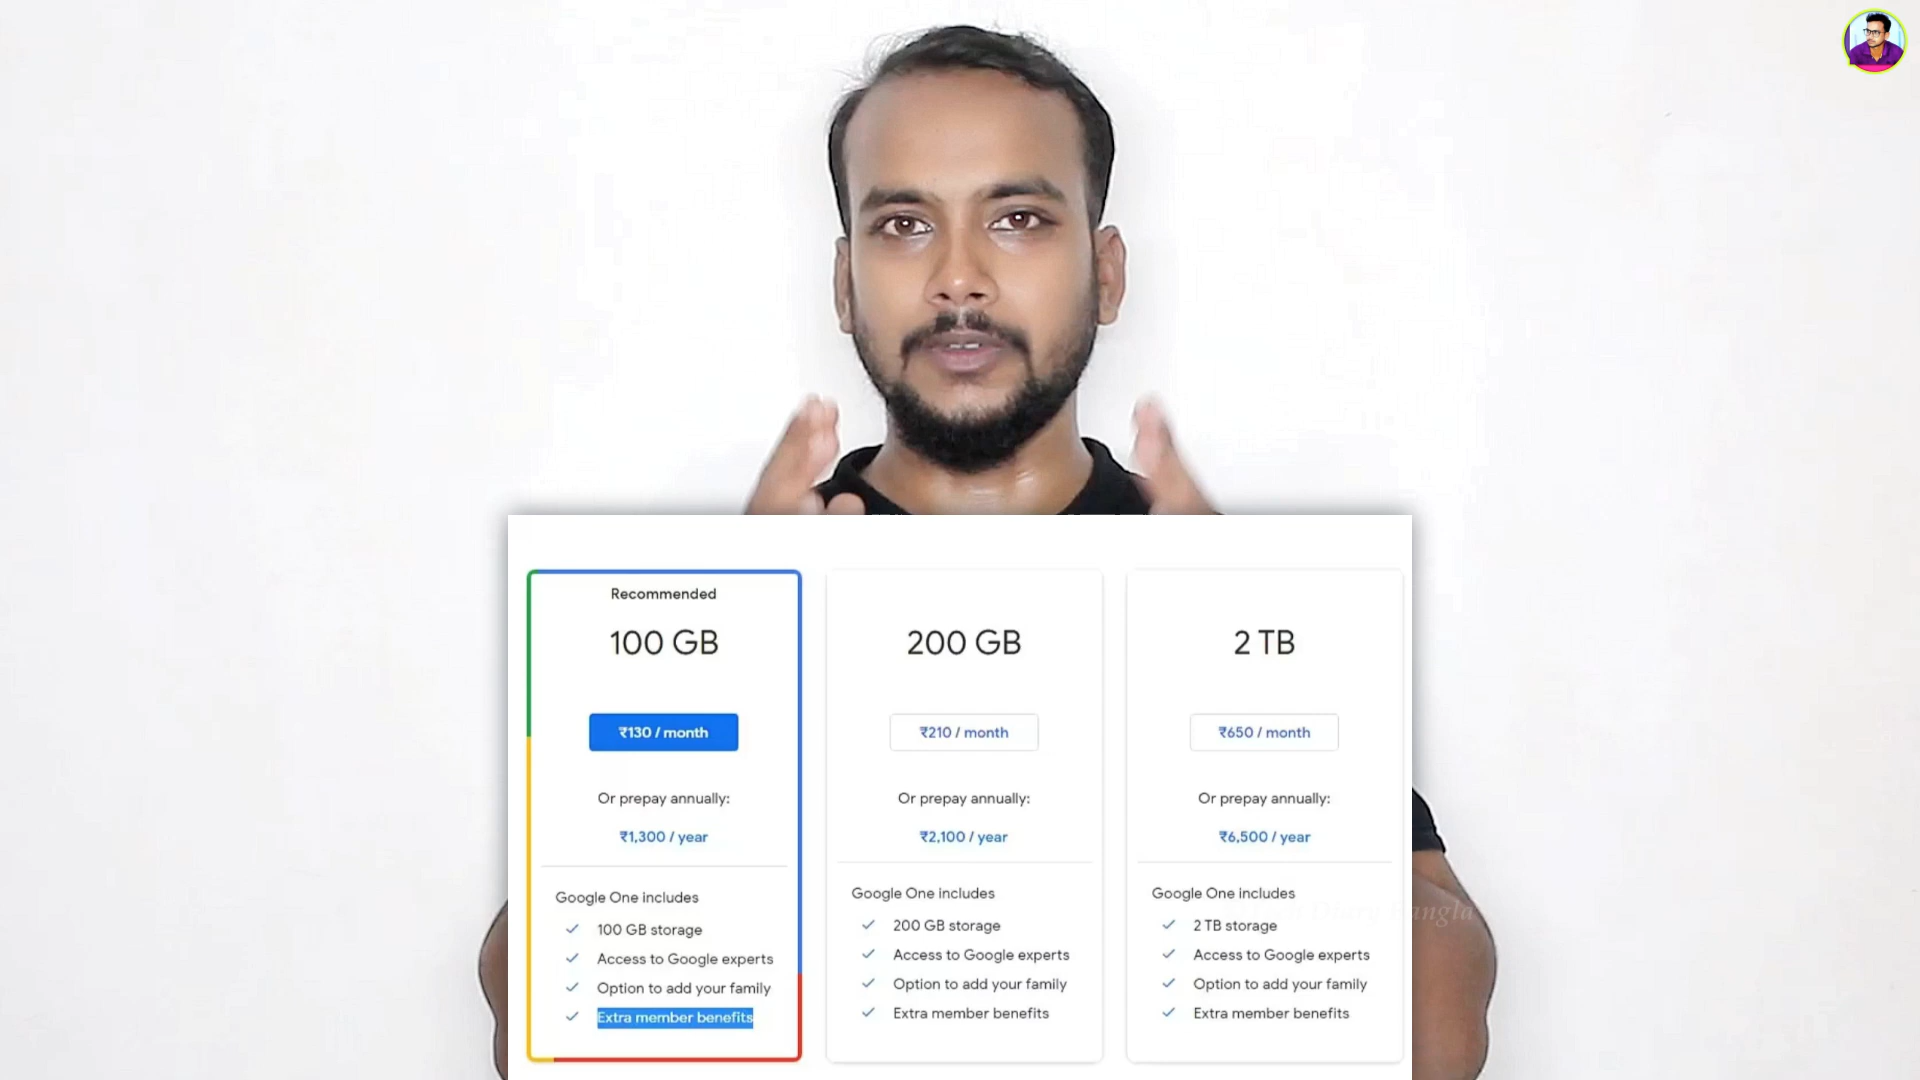 Recommended
100 GB
₹130 / month
Or prepay annually:
₹1,300 / year
Google One includes
100 GB storage
Access to Google experts
Option to add your family
Extra member benefits
200 GB
₹210 / month
Or prepay annually:
₹2,100 / year
Google One includes
200 GB storage
Access to Google experts
Option to add your family
Extra member benefits
2 TB
₹650 / month
Or prepay annually:
₹6,500 / year
Google One includes
2 TB storage
Access to Google experts
Option to add your family
Extra member benefits
Diary Bangla